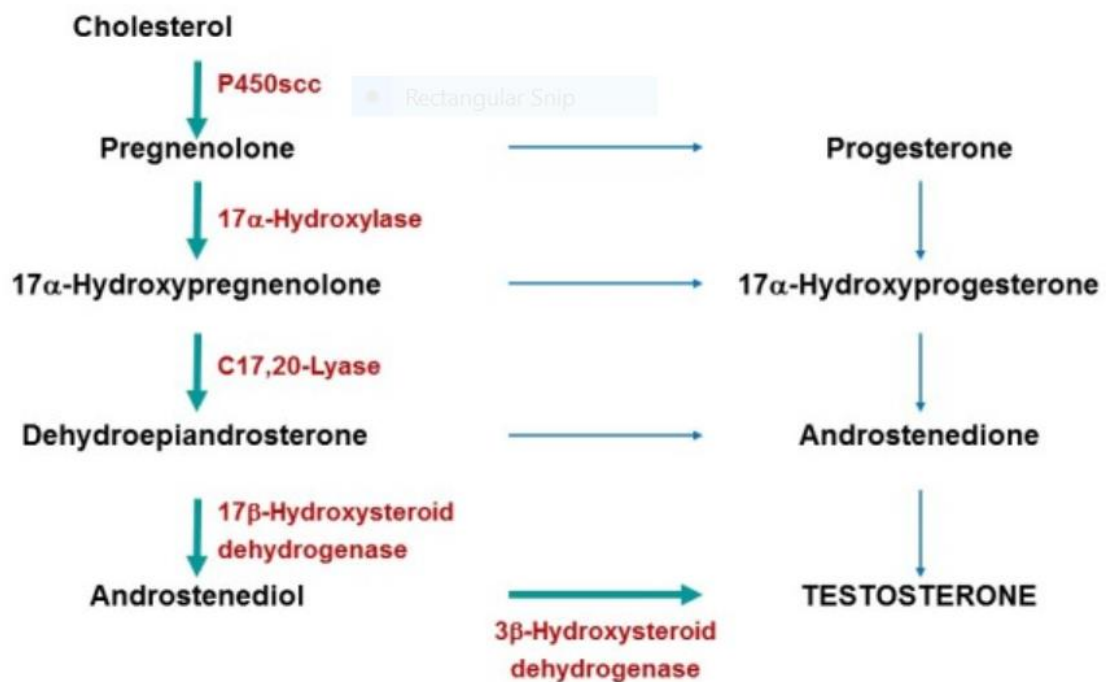 Cholesterol
P450scc
Rectangular Snip
Pregnenolone
Progesterone
17α-Hydroxylase
17α-Hydroxypregnenolone
17α-Hydroxyprogesterone
C17,20-Lyase
Dehydroepiandrosterone
Androstenedione
17β-Hydroxysteroid
dehydrogenase
Androstenediol
TESTOSTERONE
3β-Hydroxysteroid
dehydrogenase